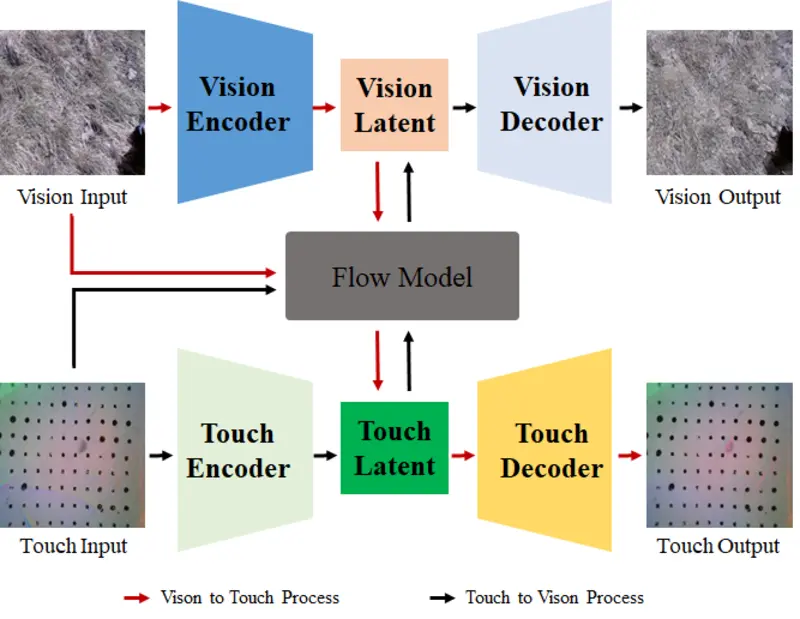 Vision
Encoder
Vision
Latent
Vision
Decoder
Vision Input
Vision Output
Flow Model
Touch
Encoder
Touch
Latent
Touch
Decoder
Touch Input
Touch Output
Vison to Touch Process
Touch to Vison Process